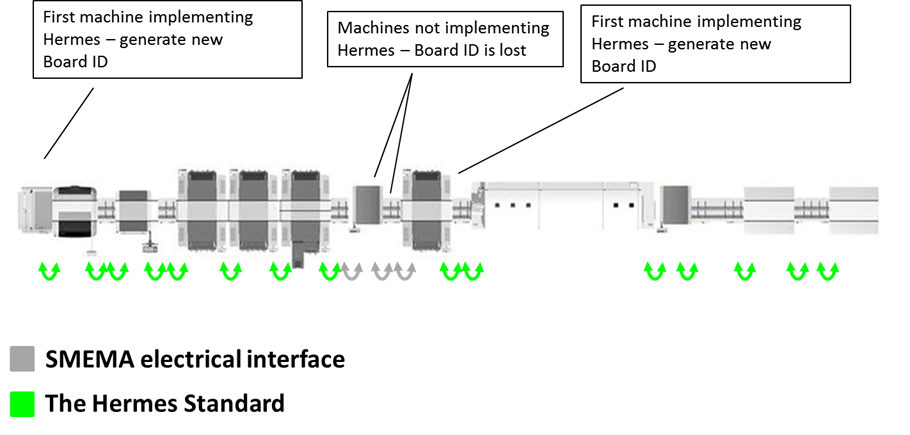 First machine implementing
Hermes – generate new
Board ID
Machines not implementing
Hermes – Board ID is lost
First machine implementing
Hermes – generate new
Board ID
SMEMA electrical interface
The Hermes Standard